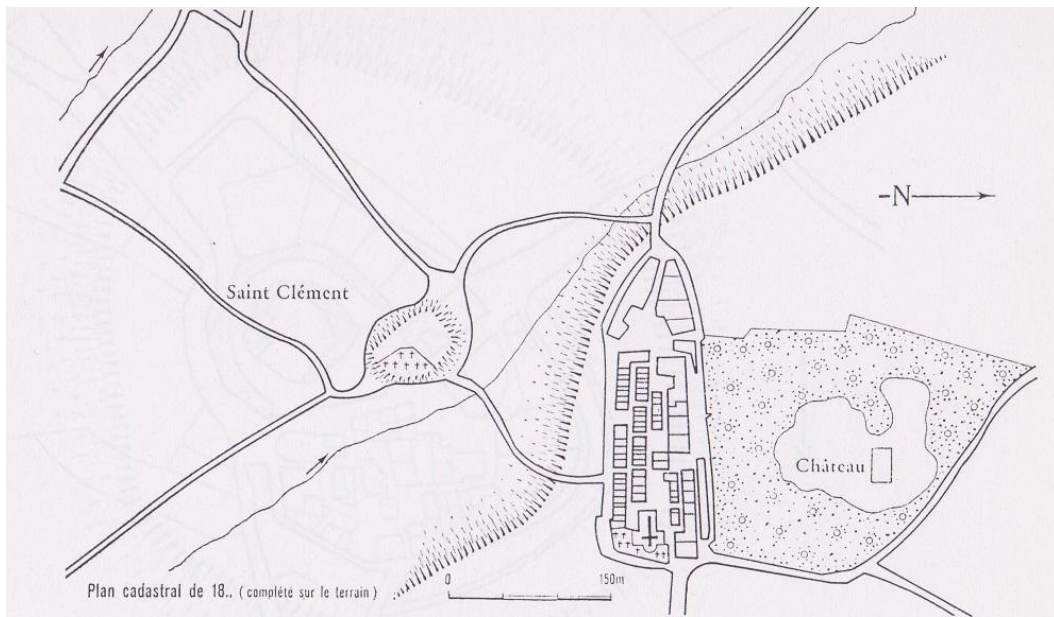 -N-
Saint Clément
Château
Plan cadastral de 18.. (complété sur le terrain)
0 150m